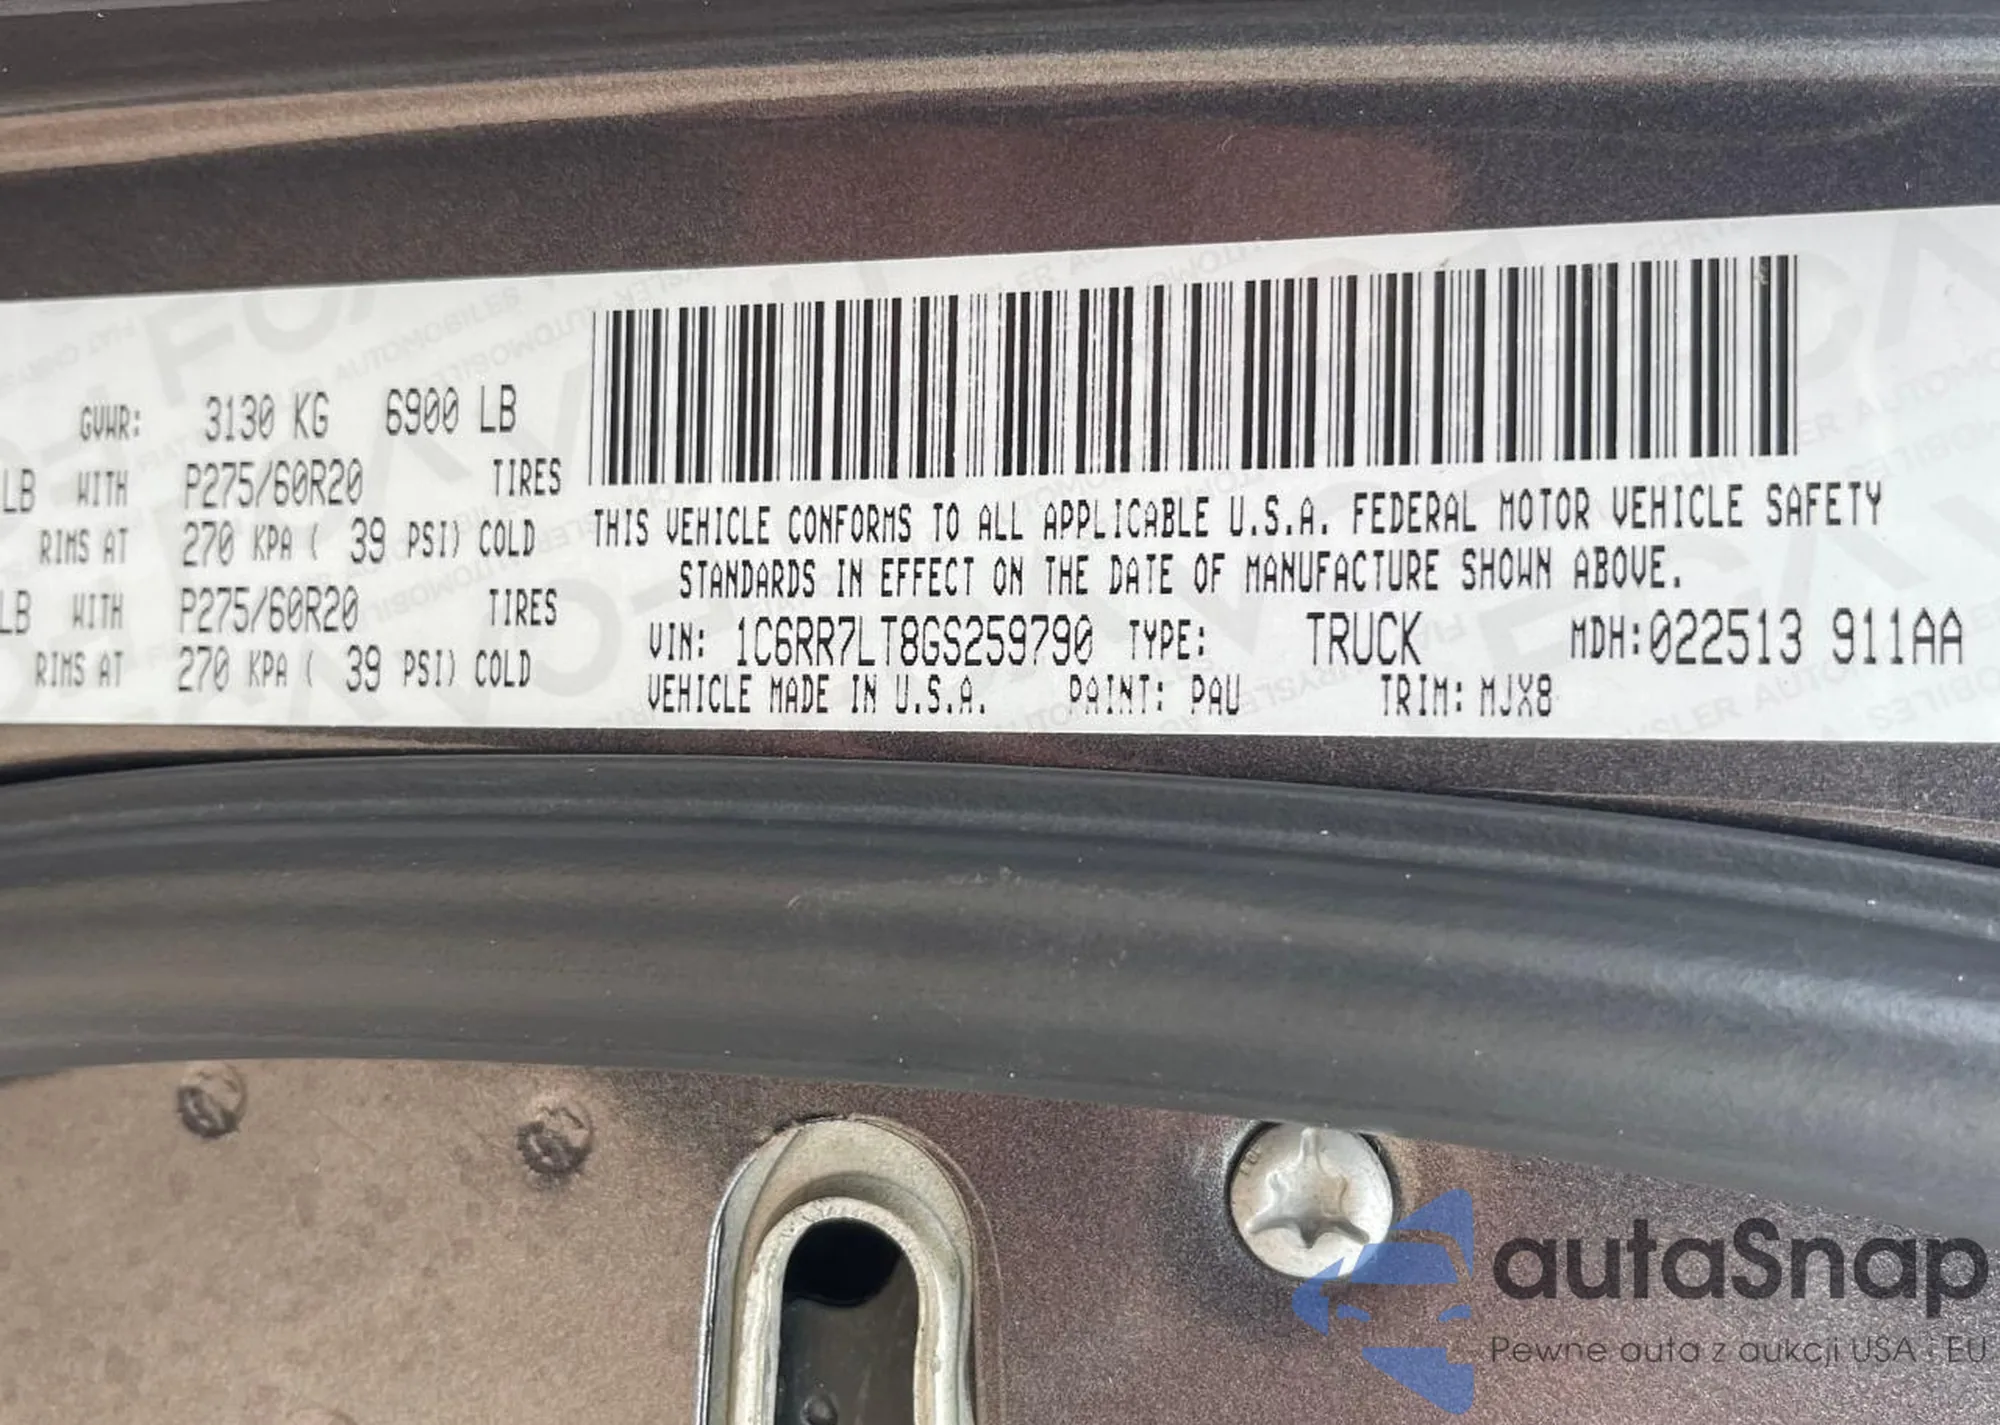 GVWR: 3130 KG 6900 LB
LB WITH P275/60R20 TIRES
RIMS AT 270 KPA ( 39 PSI) COLD
LB WITH P275/60R20 TIRES
RIMS AT 270 KPA ( 39 PSI) COLD
THIS VEHICLE CONFORMS TO ALL APPLICABLE U.S.A. FEDERAL MOTOR VEHICLE SAFETY
STANDARDS IN EFFECT ON THE DATE OF MANUFACTURE SHOWN ABOVE.
VIN: 1C6RR7LT8GS259790 TYPE: TRUCK MDH:022513 911AA
VEHICLE MADE IN U.S.A. PAINT: PAU TRIM: MJX8
autaSnap
Pewne auta z aukcji USA i EU